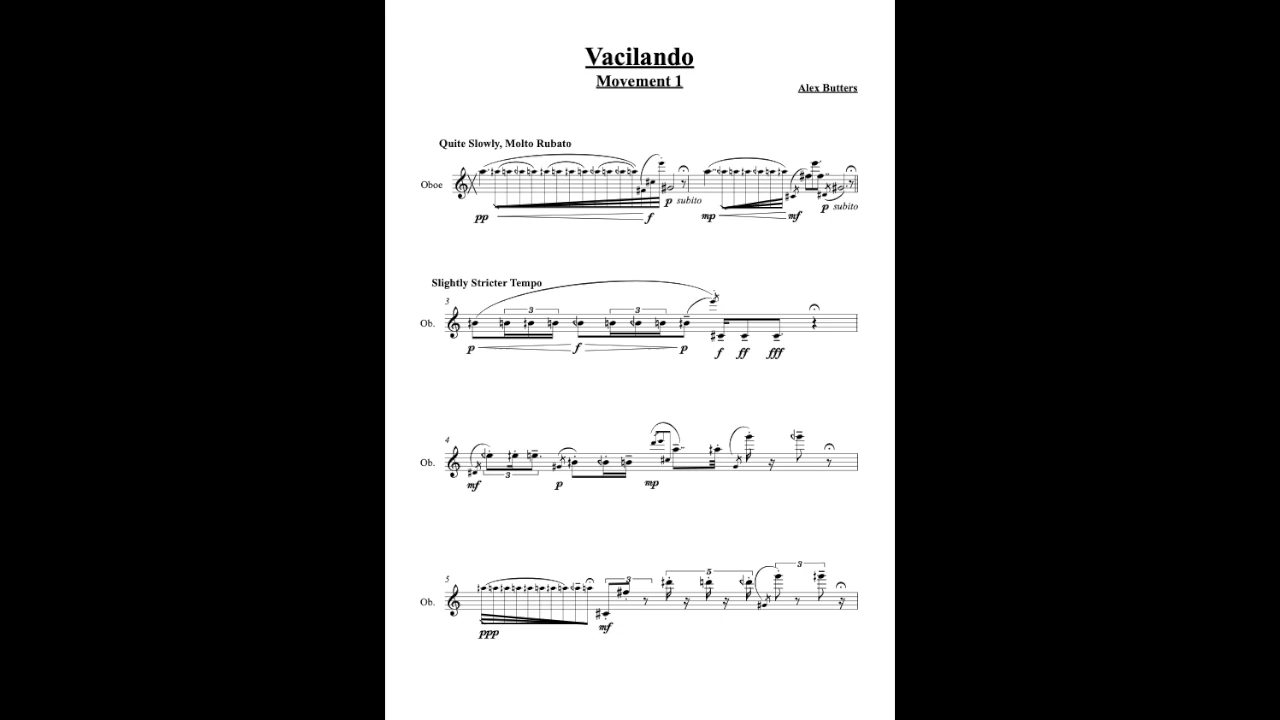 Vacilando
Movement 1
Alex Butters
Quite Slowly, Molto Rubato
Oboe
pp f p subito mp mf p subito
Slightly Stricter Tempo
3
3 3
Ob.
p f p f ff fff
4
Ob.
3
mf p mp
5
3 5 3
Ob.
ppp mf